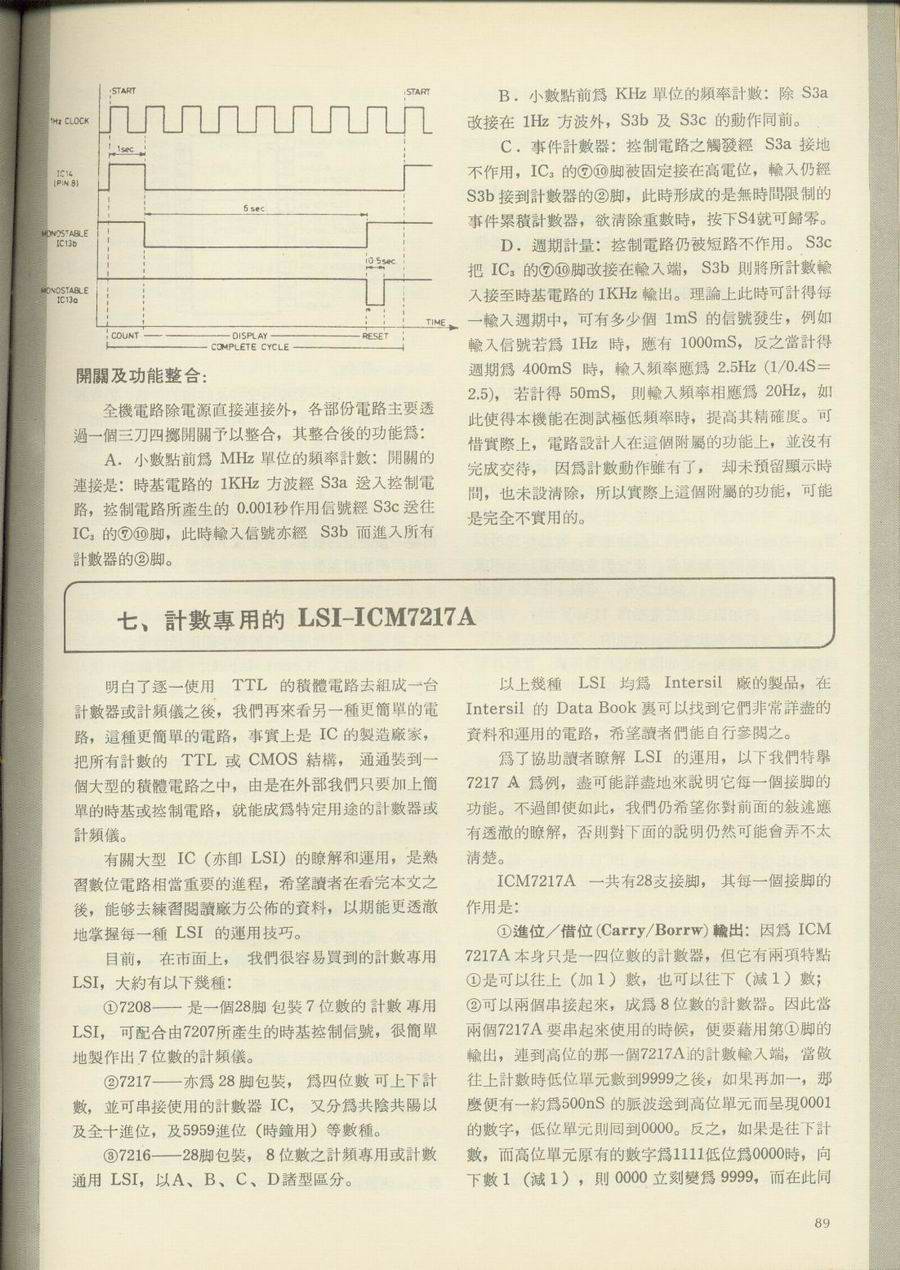 START START
1Hz CLOCK
1sec
IC14
(PIN 8)
6 sec
MONOSTABLE
IC13b
0·5sec
MONOSTABLE
IC13a
TIME
COUNT DISPLAY RESET
COMPLETE CYCLE
開關及功能整合：
全機電路除電源直接連接外，各部份電路主要透
過一個三刀四擲開關予以整合，其整合後的功能爲：
A．小數點前爲 MHz 單位的頻率計數：開關的
連接是：時基電路的 1KHz 方波經 S3a 送入控制電
路，控制電路所產生的 0.001秒作用信號經 S3c 送往
IC₃ 的⑦⑩脚，此時輸入信號亦經 S3b 而進入所有
計數器的②脚。
B．小數點前爲 KHz 單位的頻率計數：除 S3a
改接在 1Hz 方波外，S3b 及 S3c 的動作同前。
C．事件計數器：控制電路之觸發經 S3a 接地
不作用，IC₃ 的⑦⑩脚被固定接在高電位，輸入仍經
S3b 接到計數器的②脚，此時形成的是無時間限制的
事件累積計數器，欲清除重數時，按下S4就可歸零。
D．週期計量：控制電路仍被短路不作用。S3c
把 IC₃ 的⑦⑩脚改接在輸入端，S3b 則將所計數輸
入接至時基電路的 1KHz 輸出。理論上此時可計得每
一輸入週期中，可有多少個 1mS 的信號發生，例如
輸入信號若爲 1Hz 時，應有 1000mS，反之當計得
週期爲 400mS 時，輸入頻率應爲 2.5Hz (1/0.4S=
2.5)，若計得 50mS，則輸入頻率相應爲 20Hz，如
此使得本機能在測試極低頻率時，提高其精確度。可
惜實際上，電路設計人在這個附屬的功能上，並沒有
完成交待，因爲計數動作雖有了，却未預留顯示時
間，也未設清除，所以實際上這個附屬的功能，可能
是完全不實用的。
七、計數專用的 LSI-ICM7217A
明白了逐一使用 TTL 的積體電路去組成一台
計數器或計頻儀之後，我們再來看另一種更簡單的電
路，這種更簡單的電路，事實上是 IC 的製造廠家，
把所有計數的 TTL 或 CMOS 結構，通通裝到一
個大型的積體電路之中，由是在外部我們只要加上簡
單的時基或控制電路，就能成爲特定用途的計數器或
計頻儀。
有關大型 IC（亦卽 LSI）的瞭解和運用，是熟
習數位電路相當重要的進程，希望讀者在看完本文之
後，能够去練習閱讀廠方公佈的資料，以期能更透澈
地掌握每一種 LSI 的運用技巧。
目前，在市面上，我們很容易買到的計數專用
LSI，大約有以下幾種：
①7208——是一個28脚包裝 7 位數的計數專用
LSI，可配合由7207所產生的時基控制信號，很簡單
地製作出 7 位數的計頻儀。
②7217——亦爲 28 脚包裝，爲四位數可上下計
數，並可串接使用的計數器 IC，又分爲共陰共陽以
及全十進位，及5959進位（時鐘用）等數種。
③7216——28脚包裝，8 位數之計頻專用或計數
通用 LSI，以A、B、C、D諸型區分。
以上幾種 LSI 均爲 Intersil 廠的製品，在
Intersil 的 Data Book 裏可以找到它們非常詳盡的
資料和運用的電路，希望讀者們能自行參閱之。
爲了協助讀者瞭解 LSI 的運用，以下我們特舉
7217 A 爲例，盡可能詳盡地來說明它每一個接脚的
功能。不過卽使如此，我們仍希望你對前面的敍述應
有透澈的瞭解，否則對下面的說明仍然可能會弄不太
清楚。
ICM7217A 一共有28支接脚，其每一個接脚的
作用是：
①進位／借位(Carry/Borrw)輸出：因爲 ICM
7217A 本身只是一四位數的計數器，但它有兩項特點
①是可以往上（加1）數，也可以往下（減1）數；
②可以兩個串接起來，成爲 8 位數的計數器。因此當
兩個7217A 要串起來使用的時候，便要藉用第①脚的
輸出，連到高位的那一個7217A的計數輸入端，當做
往上計數時低位單元數到9999之後，如果再加一，那
麼便有一約爲500nS 的脈波送到高位單元而呈現0001
的數字，低位單元則回到0000。反之，如果是往下計
數，而高位單元原有的數字爲1111低位爲0000時，向
下數 1（減1），則 0000 立刻變爲 9999，而在此同
89